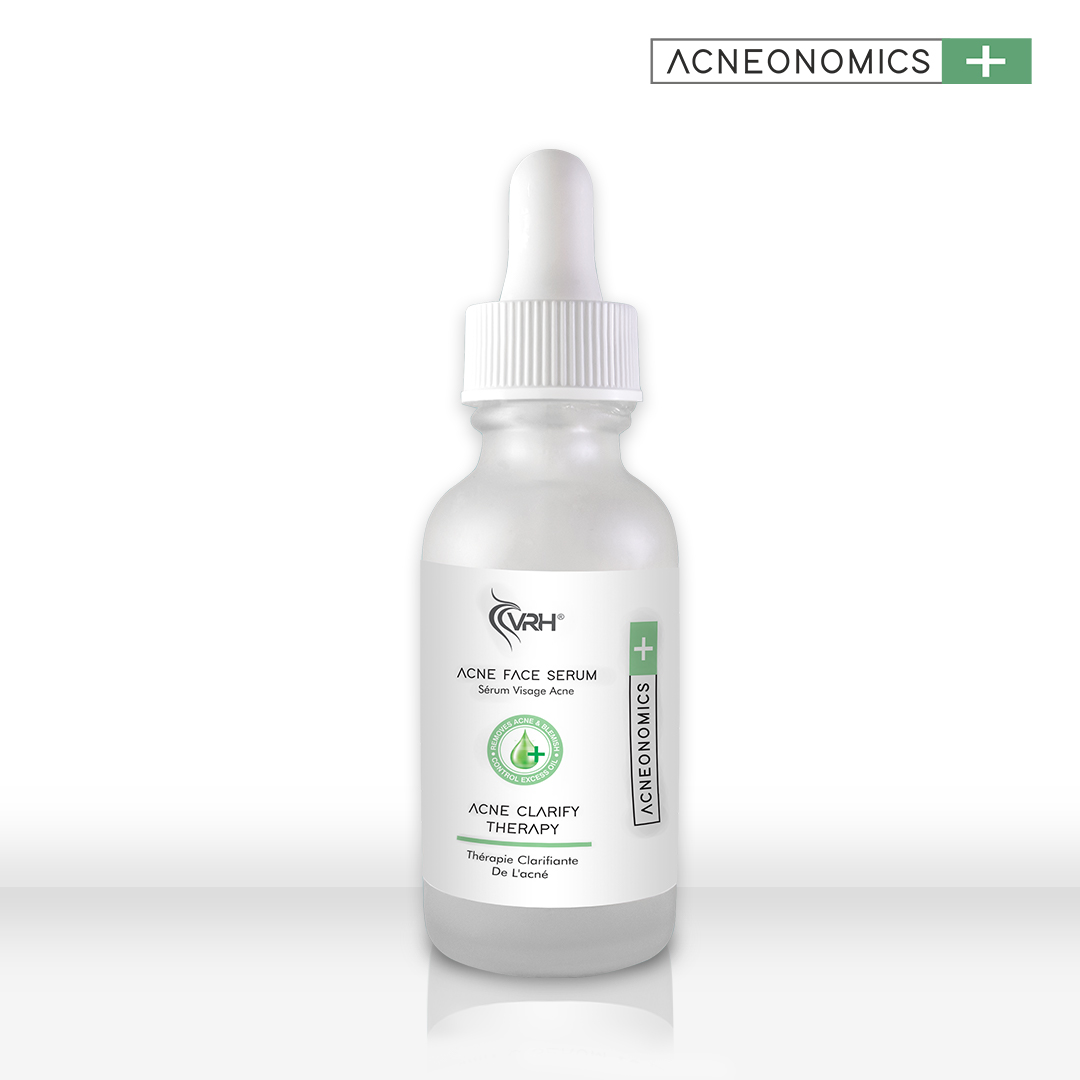 ACNEONOMICS +
VRH®
ACNE FACE SERUM
Sérum Visage Acne
• REMOVES ACNE & BLEMISH •
CONTROL EXCESS OIL
ACNE CLARIFY
THERAPY
Thérapie Clarifiante
De L'acné
ACNEONOMICS +